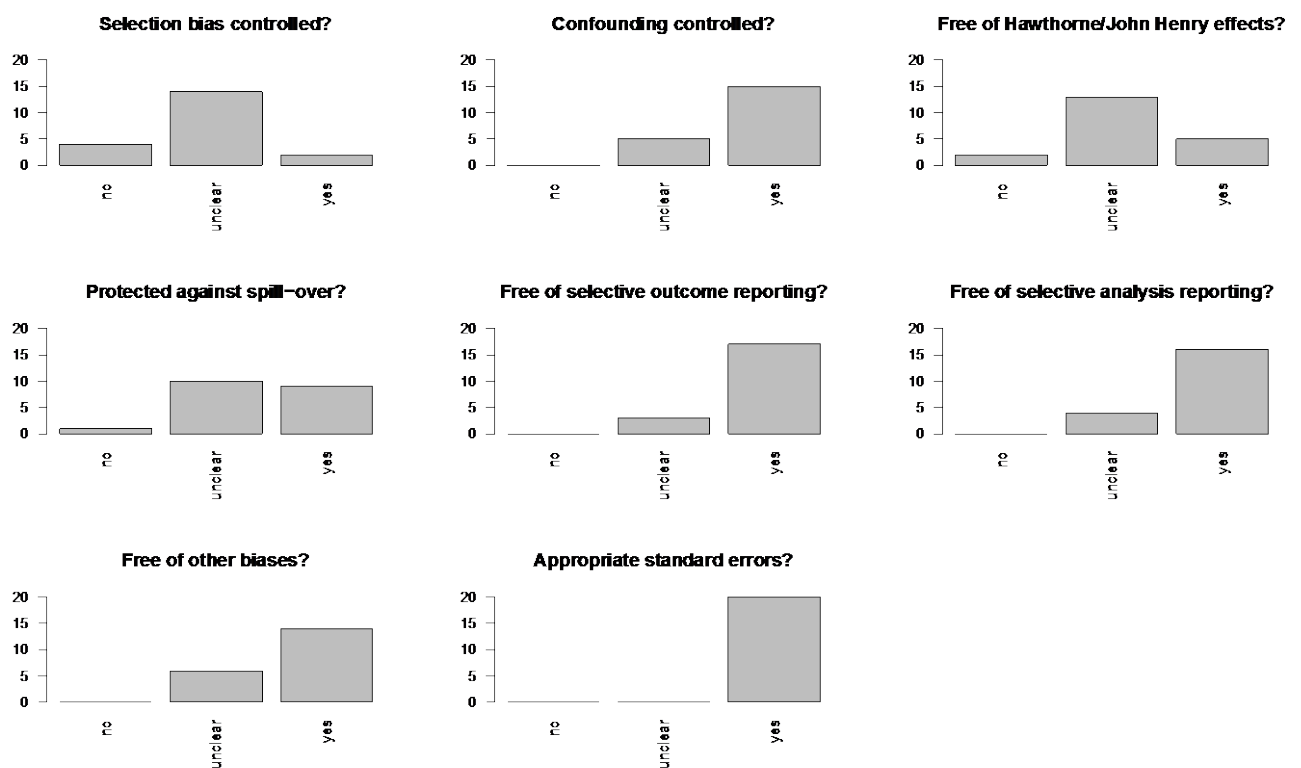 Selection bias controlled?
20
15
10
5
0
no
unclear
yes
Confounding controlled?
20
15
10
5
0
no
unclear
yes
Free of Hawthorne/John Henry effects?
20
15
10
5
0
no
unclear
yes
Protected against spill−over?
20
15
10
5
0
no
unclear
yes
Free of selective outcome reporting?
20
15
10
5
0
no
unclear
yes
Free of selective analysis reporting?
20
15
10
5
0
no
unclear
yes
Free of other biases?
20
15
10
5
0
no
unclear
yes
Appropriate standard errors?
20
15
10
5
0
no
unclear
yes